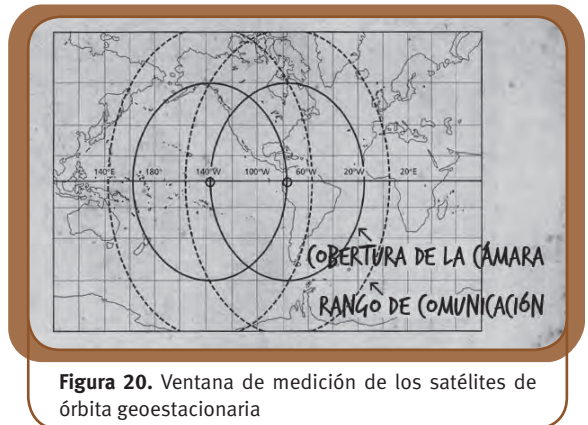 140°E 180° 140°W 100°W 60°W 20°W 20°E
COBERTURA DE LA CÁMARA
RANGO DE COMUNICACIÓN
Figura 20. Ventana de medición de los satélites de
órbita geoestacionaria